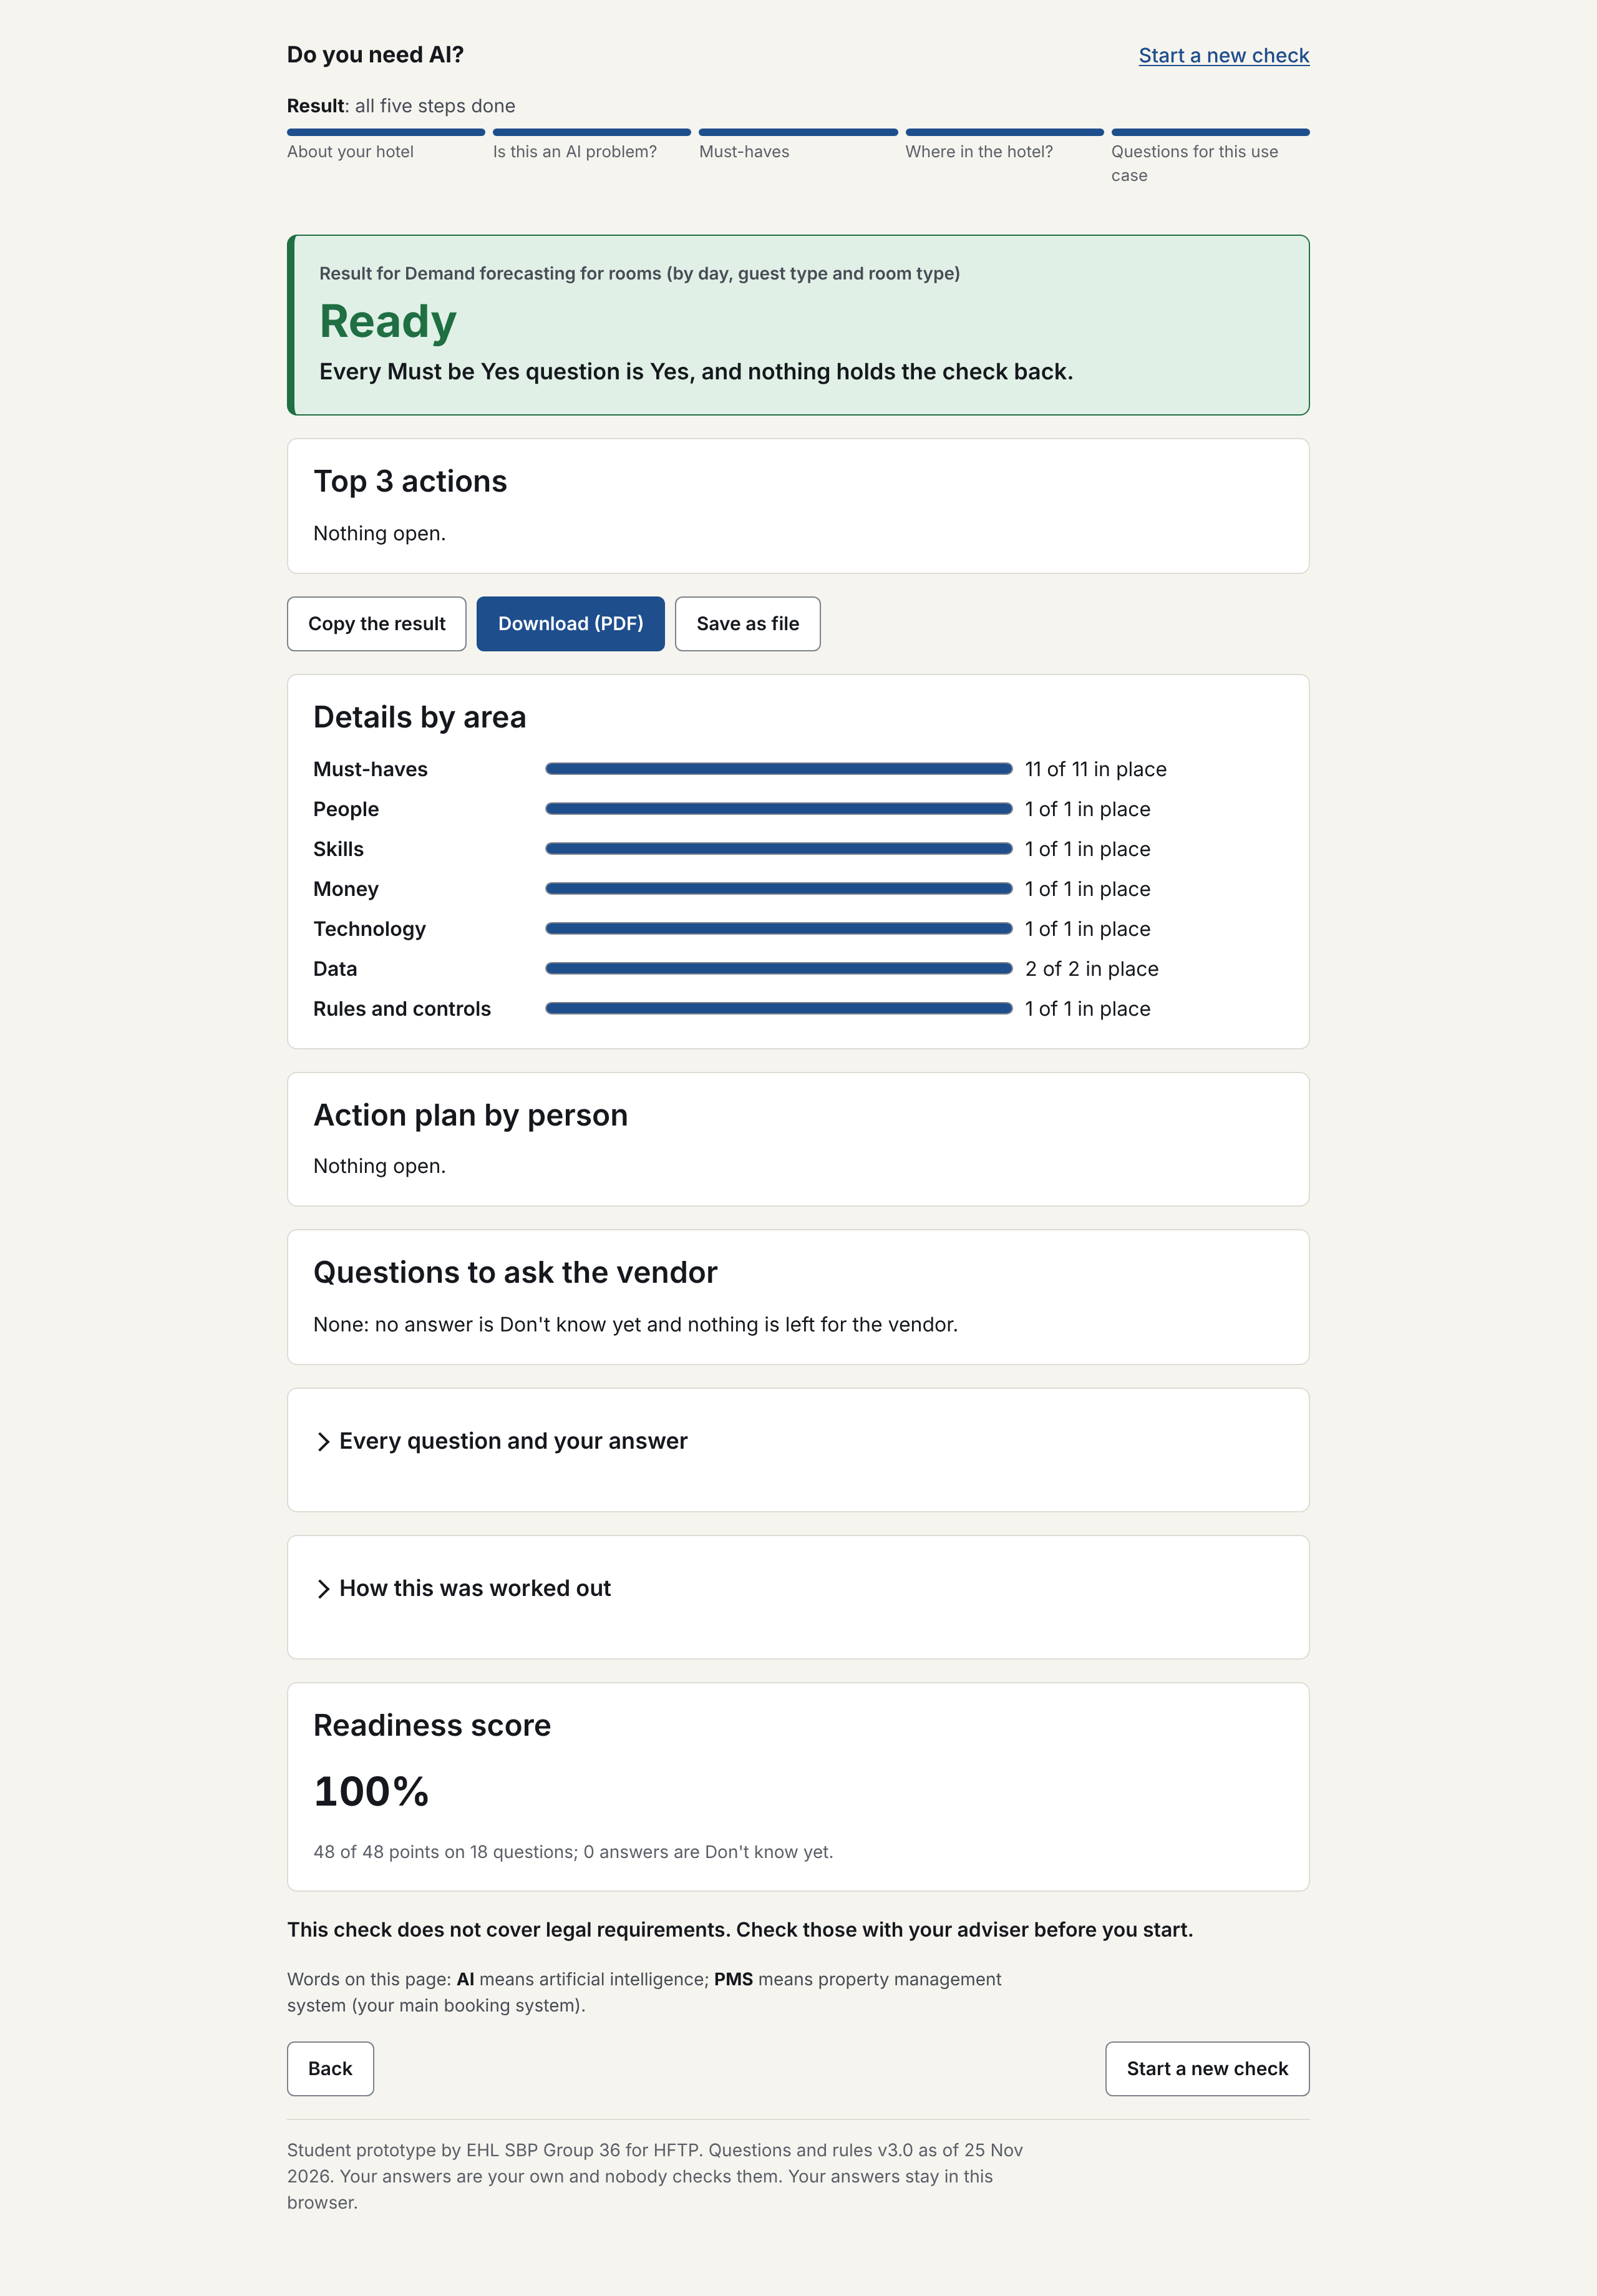 Do you need AI?
Start a new check
Result: all five steps done
About your hotel
Is this an AI problem?
Must-haves
Where in the hotel?
Questions for this use
case
Result for Demand forecasting for rooms (by day, guest type and room type)
Ready
Every Must be Yes question is Yes, and nothing holds the check back.
Top 3 actions
Nothing open.
Copy the result
Download (PDF)
Save as file
Details by area
Must-haves 11 of 11 in place
People 1 of 1 in place
Skills 1 of 1 in place
Money 1 of 1 in place
Technology 1 of 1 in place
Data 2 of 2 in place
Rules and controls 1 of 1 in place
Action plan by person
Nothing open.
Questions to ask the vendor
None: no answer is Don't know yet and nothing is left for the vendor.
Every question and your answer
How this was worked out
Readiness score
100%
48 of 48 points on 18 questions; 0 answers are Don't know yet.
This check does not cover legal requirements. Check those with your adviser before you start.
Words on this page: AI means artificial intelligence; PMS means property management
system (your main booking system).
Back
Start a new check
Student prototype by EHL SBP Group 36 for HFTP. Questions and rules v3.0 as of 25 Nov
2026. Your answers are your own and nobody checks them. Your answers stay in this
browser.